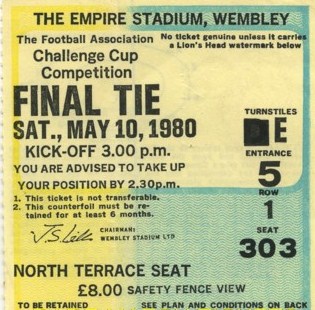 THE EMPIRE STADIUM, WEMBLEY
The Football Association
Challenge Cup
Competition
No ticket genuine unless it carries
a Lion's Head watermark below
FINAL TIE
SAT., MAY 10, 1980
KICK-OFF 3.00 p.m.
YOU ARE ADVISED TO TAKE UP
YOUR POSITION BY 2.30p.m.
1. This ticket is not transferable.
2. This counterfoil must be re-
tained for at least 6 months.
CHAIRMAN:
WEMBLEY STADIUM LTD
TURNSTILES
E
ENTRANCE
5
ROW
1
SEAT
303
NORTH TERRACE SEAT
£8.00 SAFETY FENCE VIEW
TO BE RETAINED
SEE PLAN AND CONDITIONS ON BACK